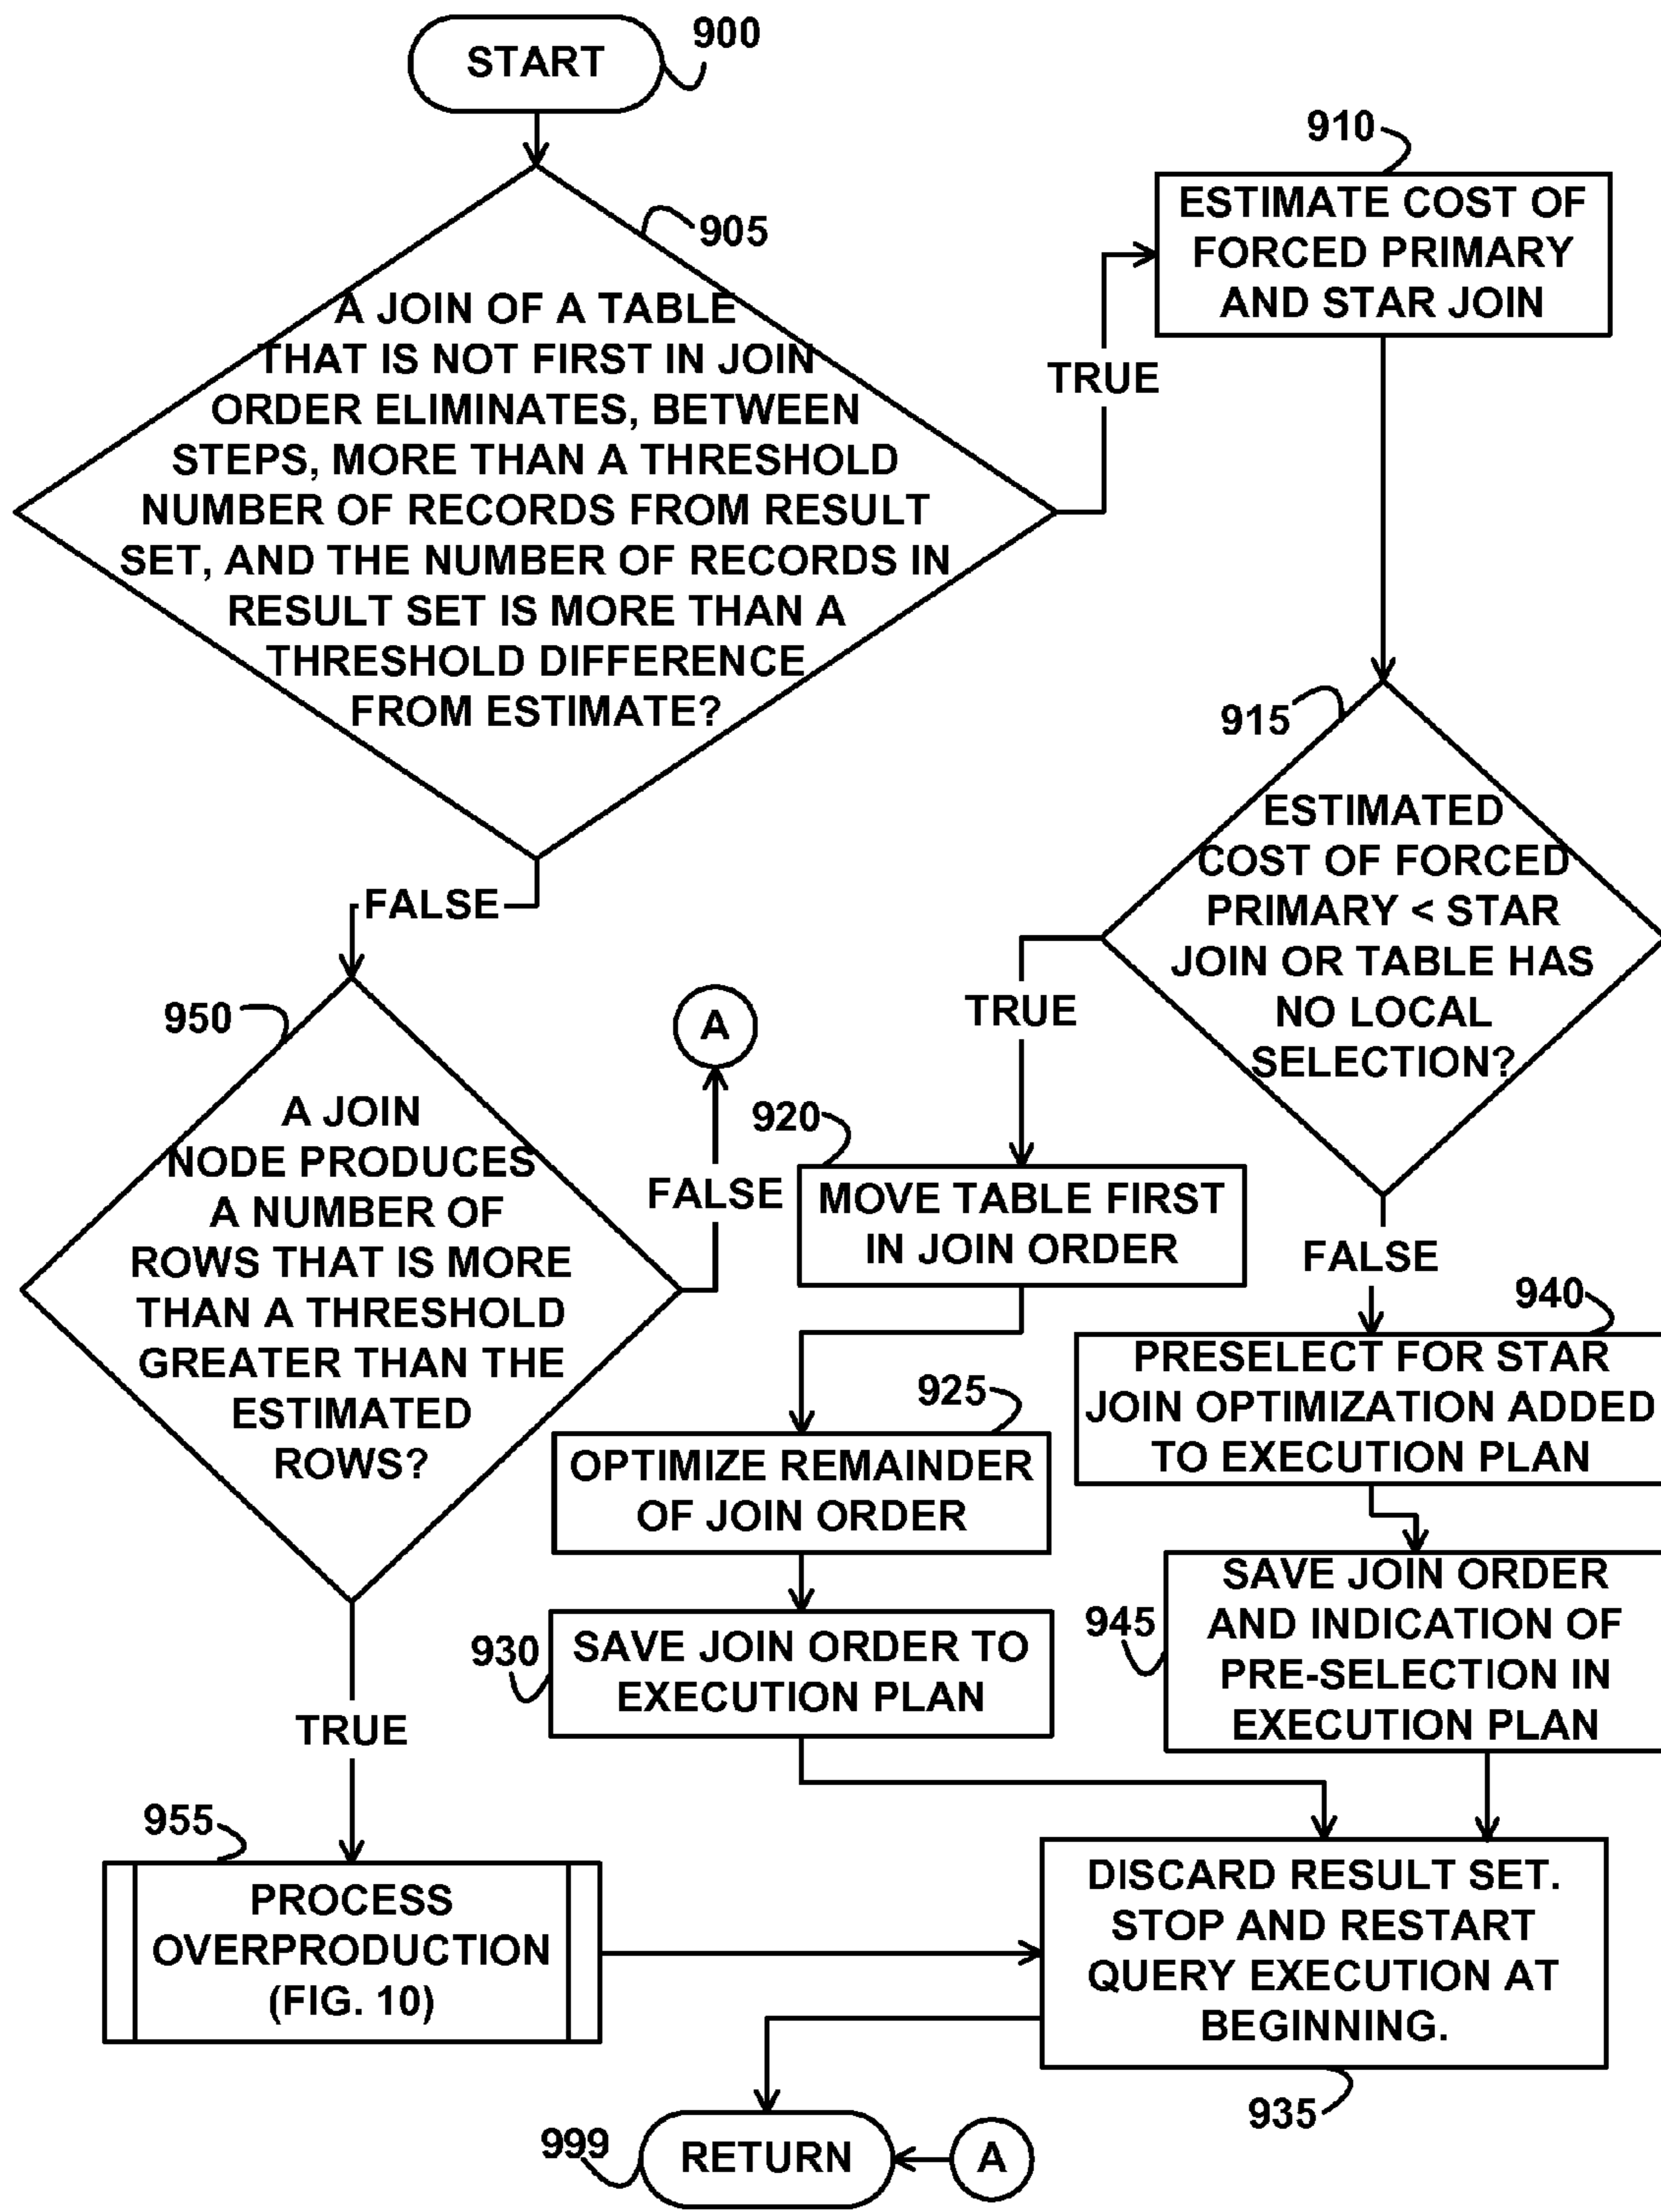 START
900
905
A JOIN OF A TABLE
THAT IS NOT FIRST IN JOIN
ORDER ELIMINATES, BETWEEN
STEPS, MORE THAN A THRESHOLD
NUMBER OF RECORDS FROM RESULT
SET, AND THE NUMBER OF RECORDS IN
RESULT SET IS MORE THAN A
THRESHOLD DIFFERENCE
FROM ESTIMATE?
TRUE
910
ESTIMATE COST OF
FORCED PRIMARY
AND STAR JOIN
915
ESTIMATED
COST OF FORCED
PRIMARY < STAR
JOIN OR TABLE HAS
NO LOCAL
SELECTION?
FALSE
950
A JOIN
NODE PRODUCES
A NUMBER OF
ROWS THAT IS MORE
THAN A THRESHOLD
GREATER THAN THE
ESTIMATED
ROWS?
A
FALSE
TRUE
920
MOVE TABLE FIRST
IN JOIN ORDER
FALSE
940
PRESELECT FOR STAR
JOIN OPTIMIZATION ADDED
TO EXECUTION PLAN
925
OPTIMIZE REMAINDER
OF JOIN ORDER
930
SAVE JOIN ORDER TO
EXECUTION PLAN
945
SAVE JOIN ORDER
AND INDICATION OF
PRE-SELECTION IN
EXECUTION PLAN
TRUE
955
PROCESS
OVERPRODUCTION
(FIG. 10)
DISCARD RESULT SET.
STOP AND RESTART
QUERY EXECUTION AT
BEGINNING.
935
999
RETURN
A